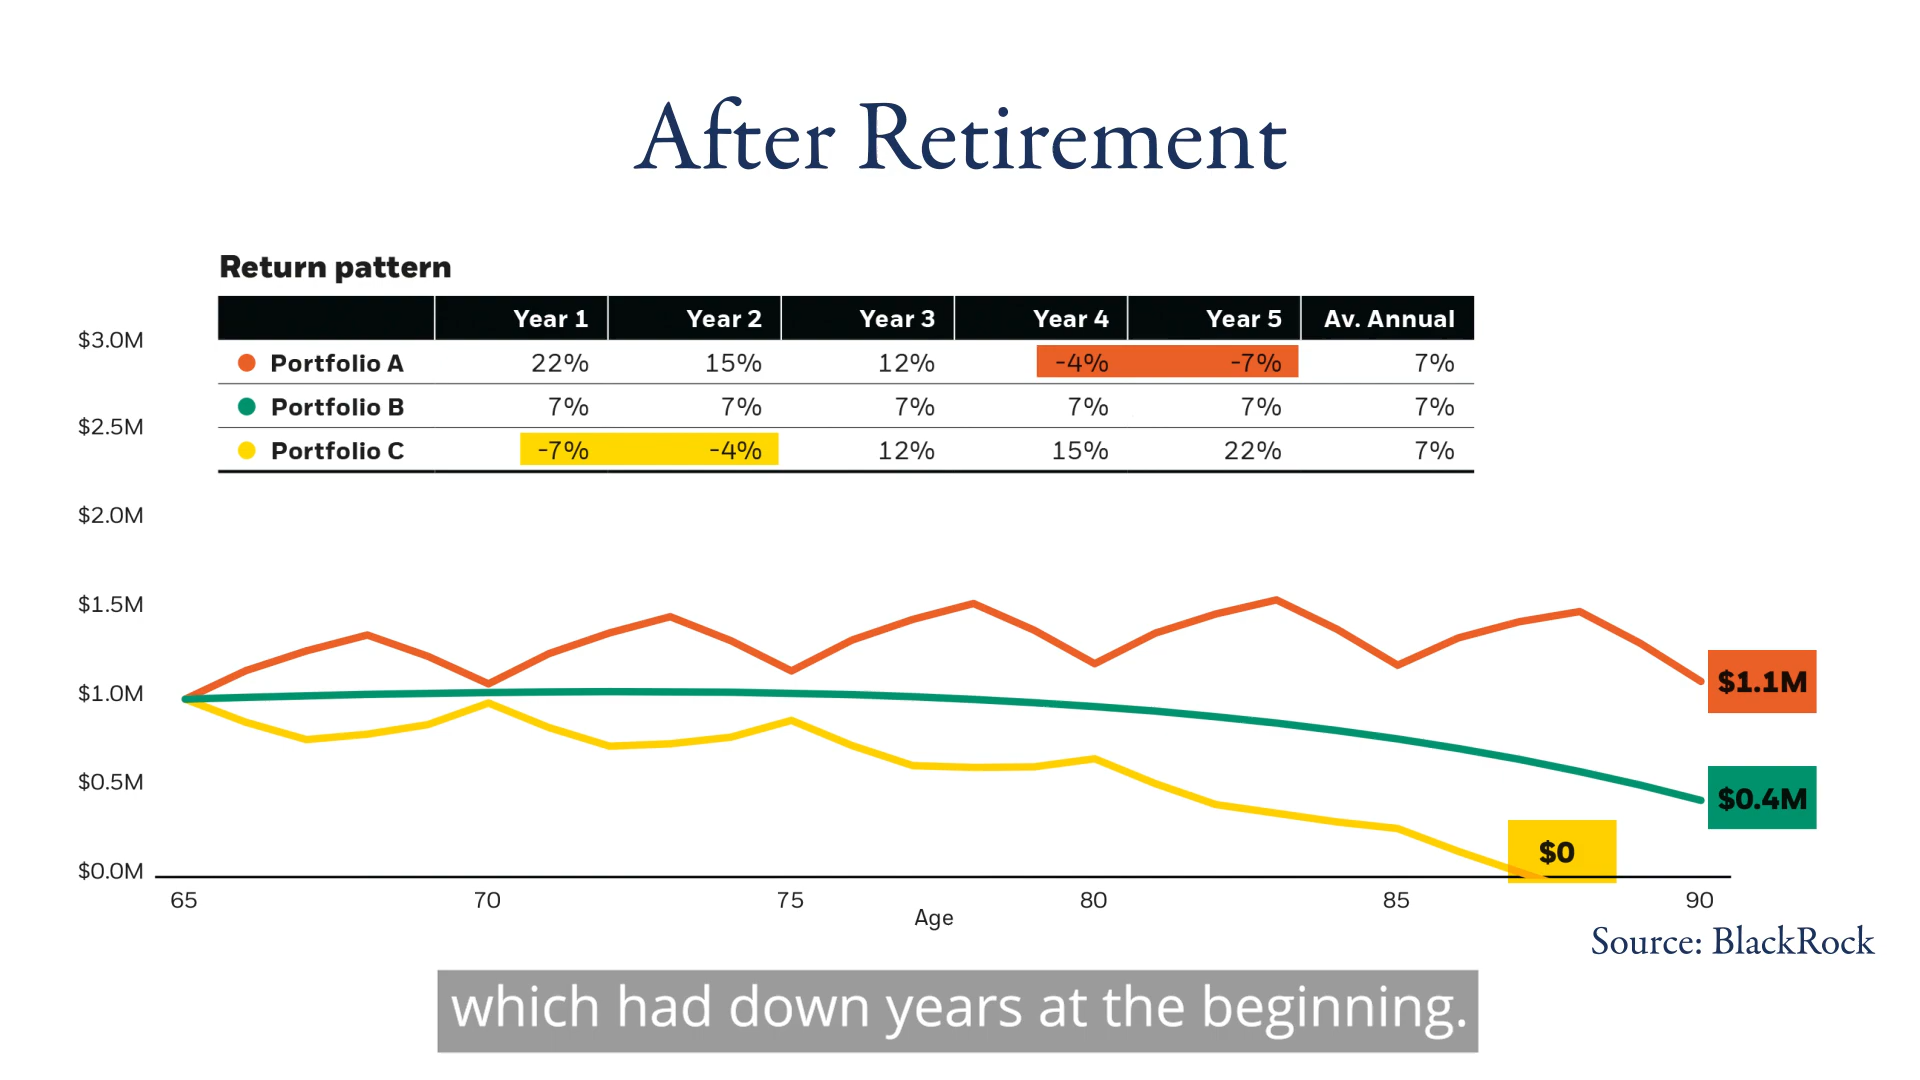 After Retirement
Return pattern
Year 1 Year 2 Year 3 Year 4 Year 5 Av. Annual
Portfolio A 22% 15% 12% -4% -7% 7%
Portfolio B 7% 7% 7% 7% 7% 7%
Portfolio C -7% -4% 12% 15% 22% 7%
$3.0M
$2.5M
$2.0M
$1.5M
$1.0M
$0.5M
$0.0M
$1.1M
$0.4M
$0
65 70 75 80 85 90
Age
Source: BlackRock
which had down years at the beginning.